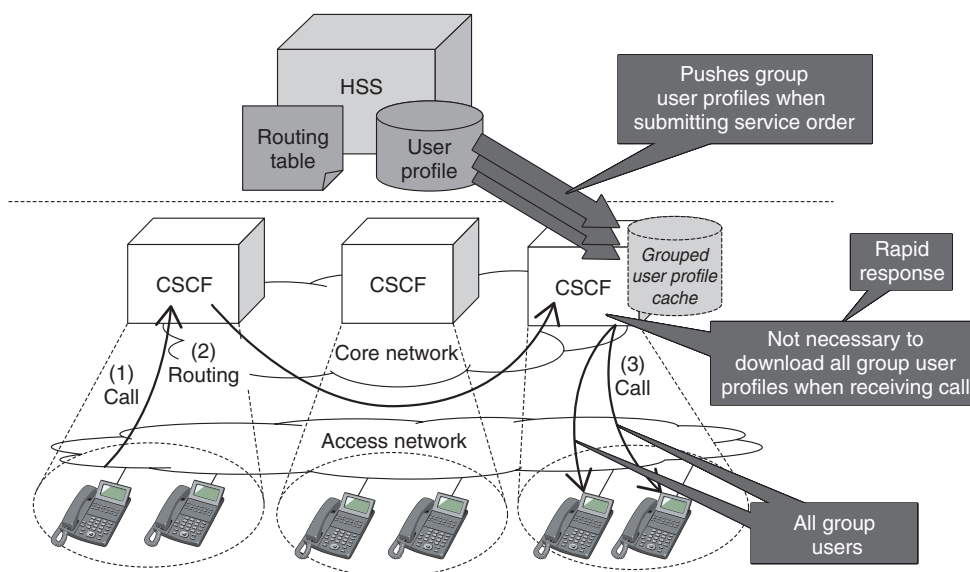 HSS
Routing
table
User
profile
Pushes group
user profiles when
submitting service order
CSCF
CSCF
CSCF
Grouped
user profile
cache
Rapid
response
Not necessary to
download all group user
profiles when receiving call
(1)
Call
(2)
Routing
Core network
(3)
Call
Access network
All group
users